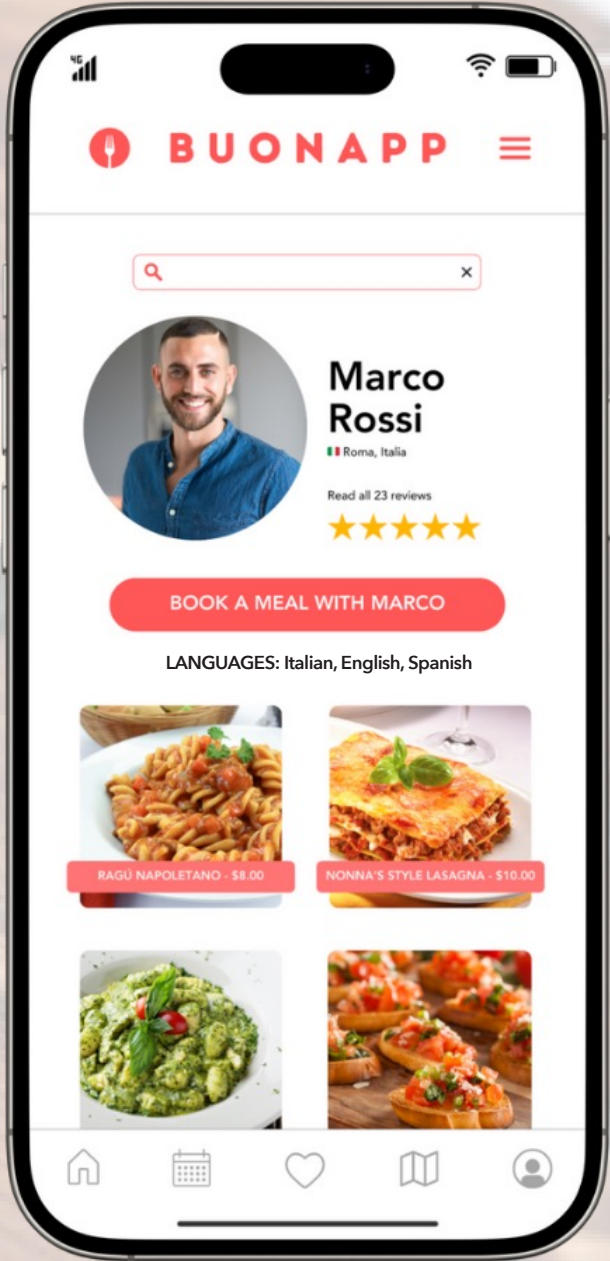 4G
BUONAPP
Marco
Rossi
Roma, Italia
Read all 23 reviews
BOOK A MEAL WITH MARCO
LANGUAGES: Italian, English, Spanish
RAGÚ NAPOLETANO - $8.00
NONNA'S STYLE LASAGNA - $10.00